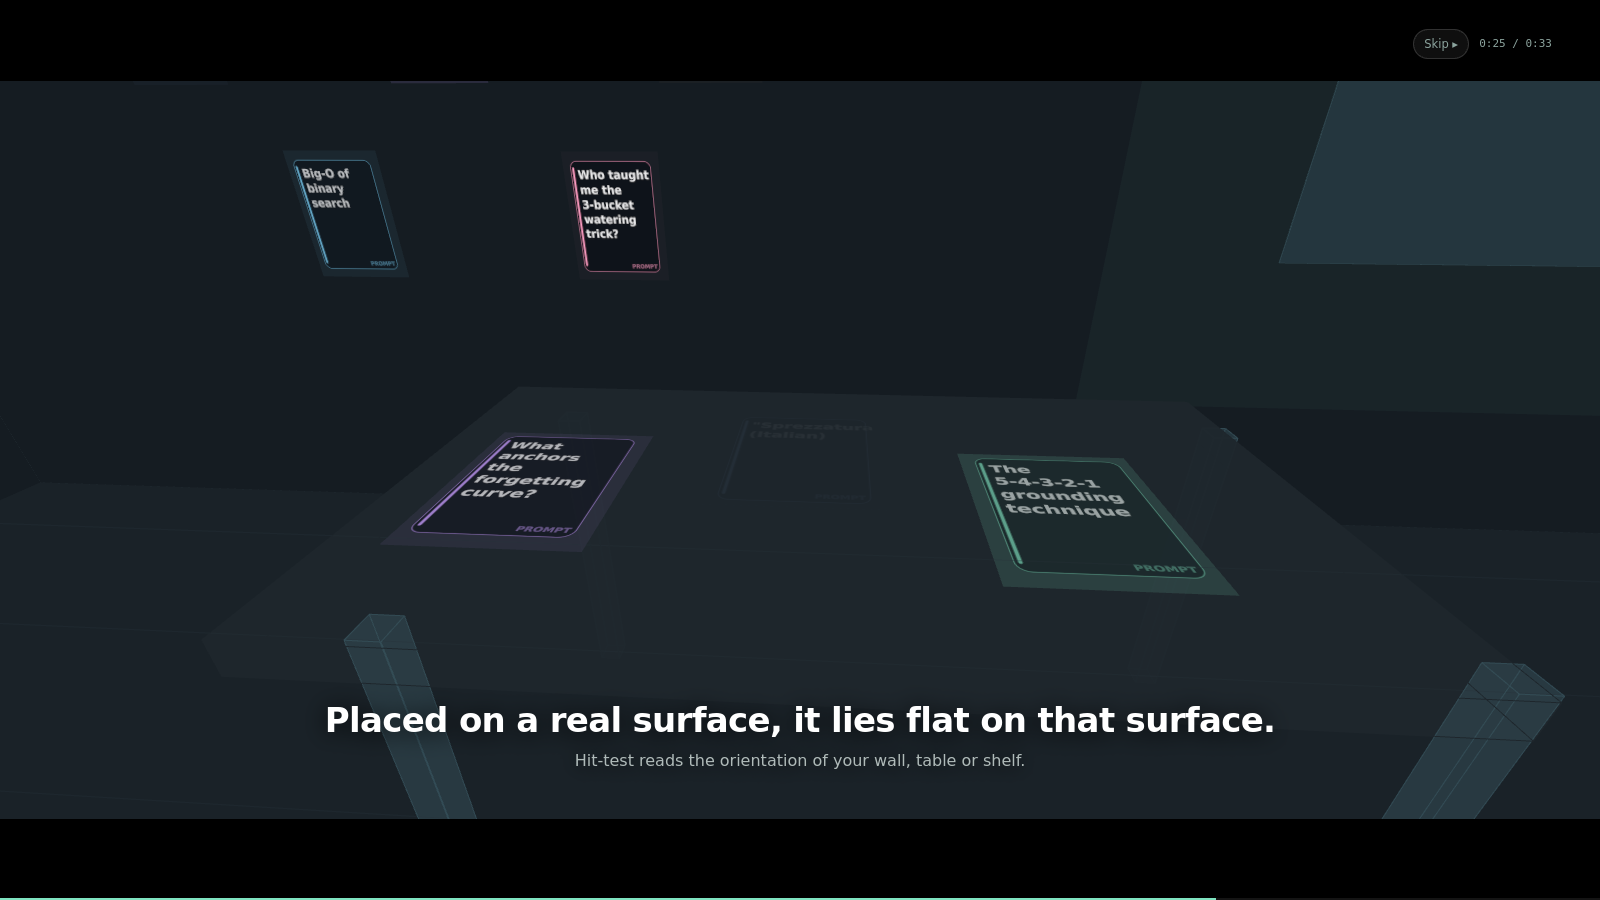 Skip ▸
0:25 / 0:33
Big-O of
binary
search
PROMPT
Who taught
me the
3-bucket
watering
trick?
PROMPT
What
anchors
the
forgetting
curve?
PROMPT
(Italian)
The
5-4-3-2-1
grounding
technique
PROMPT
Placed on a real surface, it lies flat on that surface.
Hit-test reads the orientation of your wall, table or shelf.